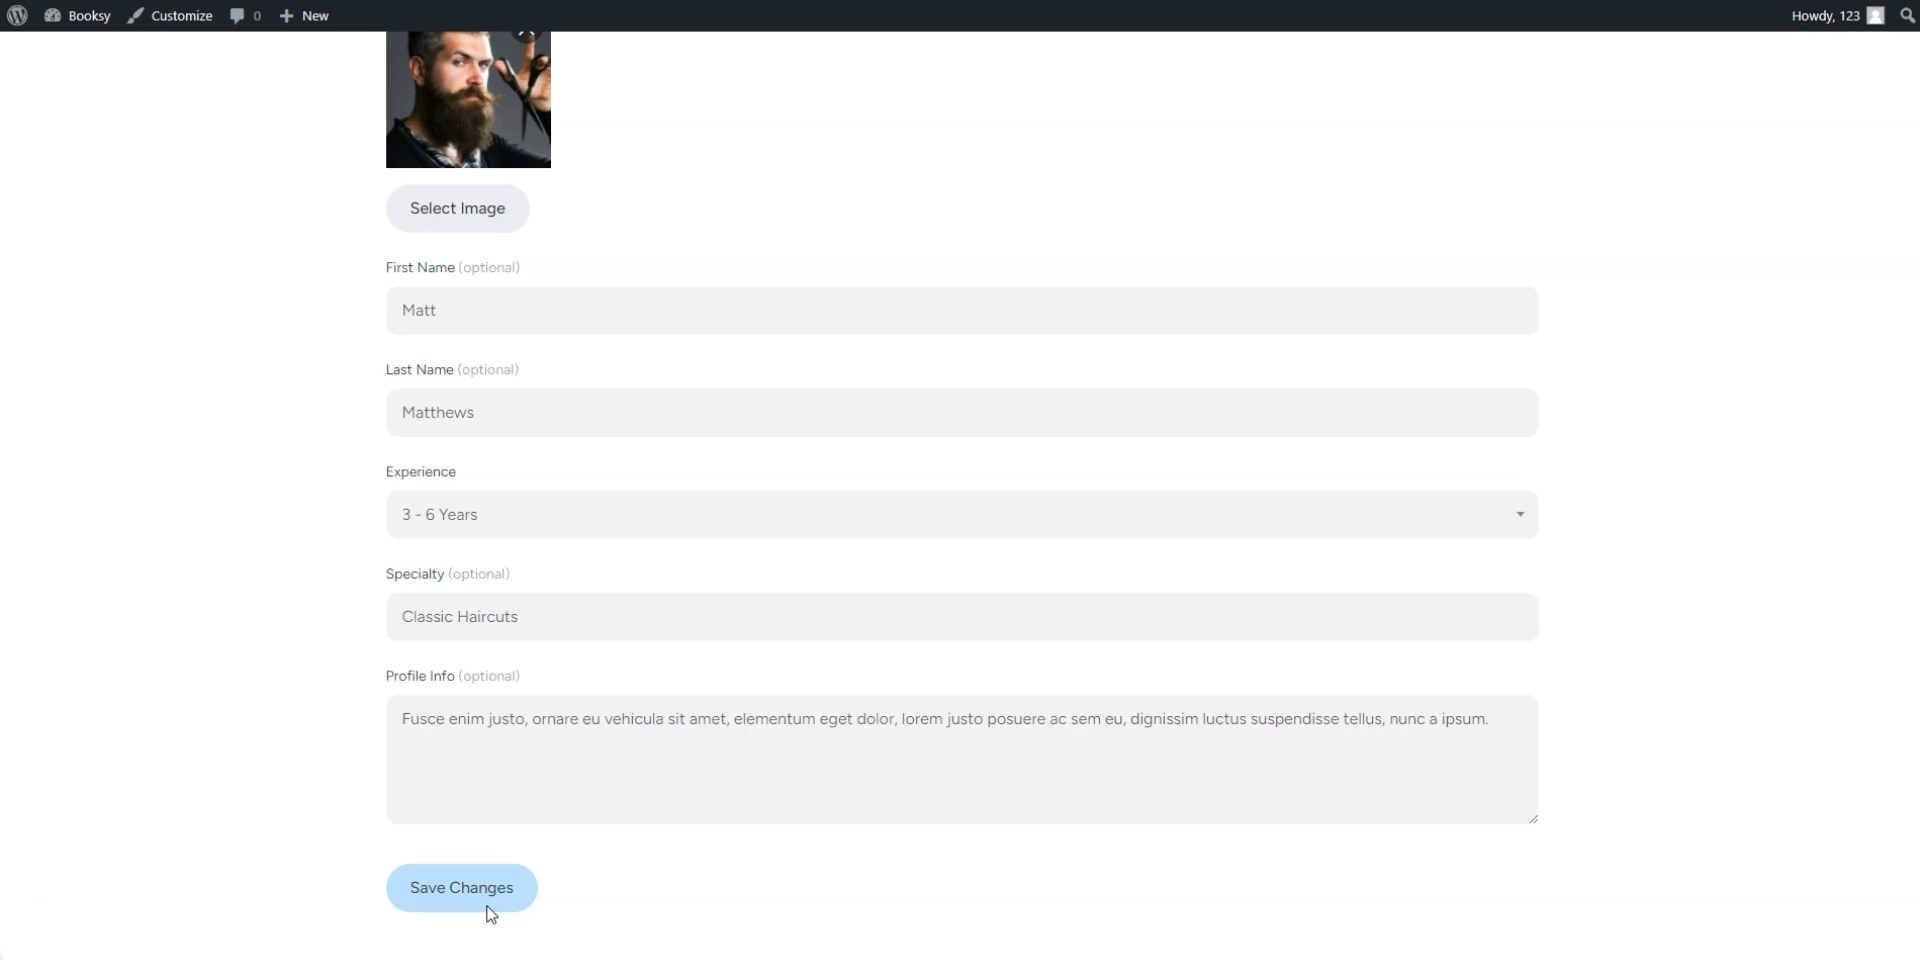 Booksy Customize 0 New Howdy, 123
Select Image
First Name (optional)
Matt
Last Name (optional)
Matthews
Experience
3 - 6 Years
Specialty (optional)
Classic Haircuts
Profile Info (optional)
Fusce enim justo, ornare eu vehicula sit amet, elementum eget dolor, lorem justo posuere ac sem eu, dignissim luctus suspendisse tellus, nunc a ipsum.
Save Changes